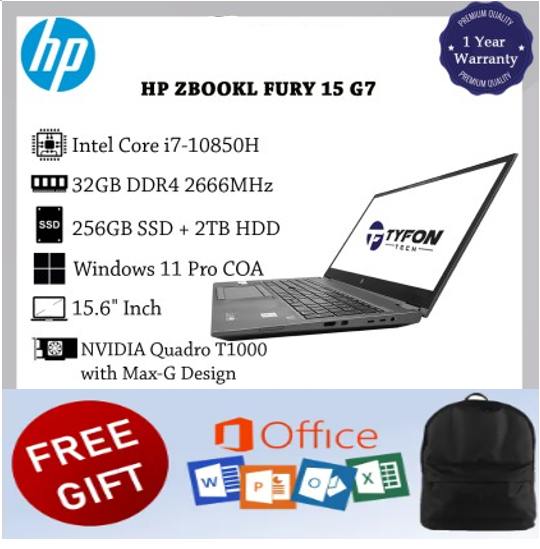 hp
PREMIUM QUALITY
1 Year
Warranty
PREMIUM QUALITY
HP ZBOOKL FURY 15 G7
Intel Core i7-10850H
32GB DDR4 2666MHz
SSD
256GB SSD + 2TB HDD
Windows 11 Pro COA
15.6" Inch
NVIDIA Quadro T1000
with Max-G Design
TYFON
TECH
FREE
GIFT
Office
W
P
O
X